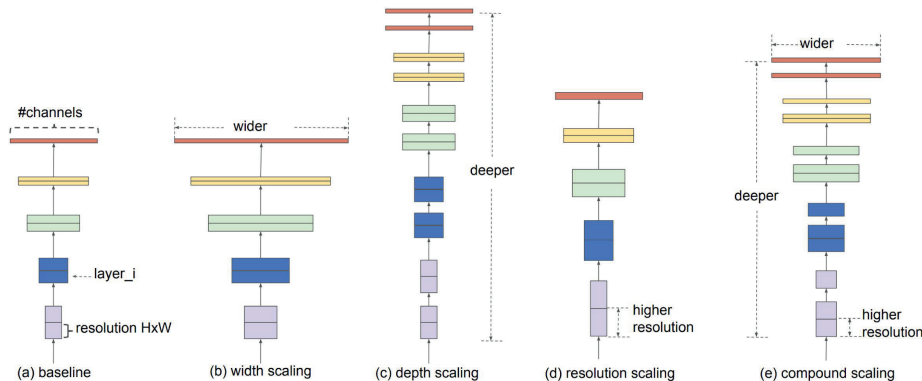 #channels
layer_i
resolution HxW
(a) baseline
wider
(b) width scaling
deeper
(c) depth scaling
higher
resolution
(d) resolution scaling
wider
deeper
higher
resolution
(e) compound scaling